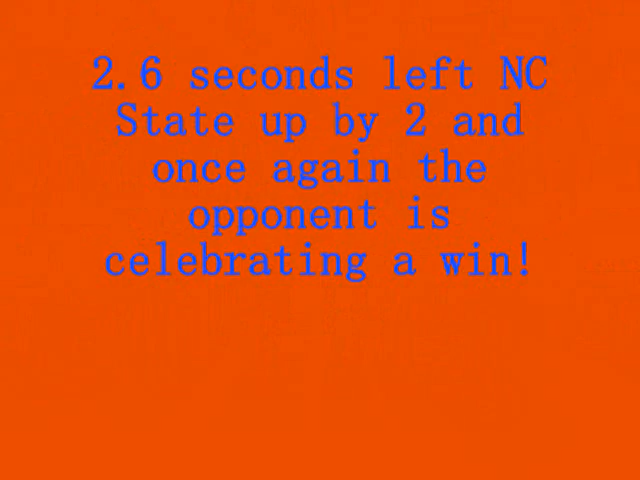 2.6 seconds left NC
State up by 2 and
once again the
opponent is
celebrating a win!